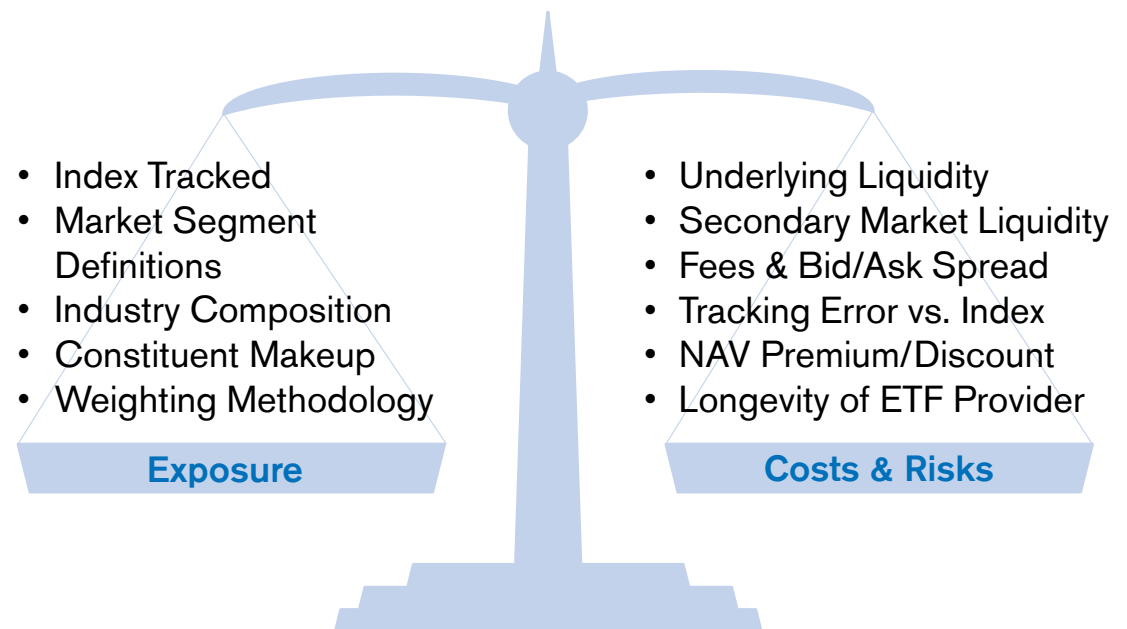 • Index Tracked
• Market Segment
Definitions
• Industry Composition
• Constituent Makeup
• Weighting Methodology
Exposure
• Underlying Liquidity
• Secondary Market Liquidity
• Fees & Bid/Ask Spread
• Tracking Error vs. Index
• NAV Premium/Discount
• Longevity of ETF Provider
Costs & Risks